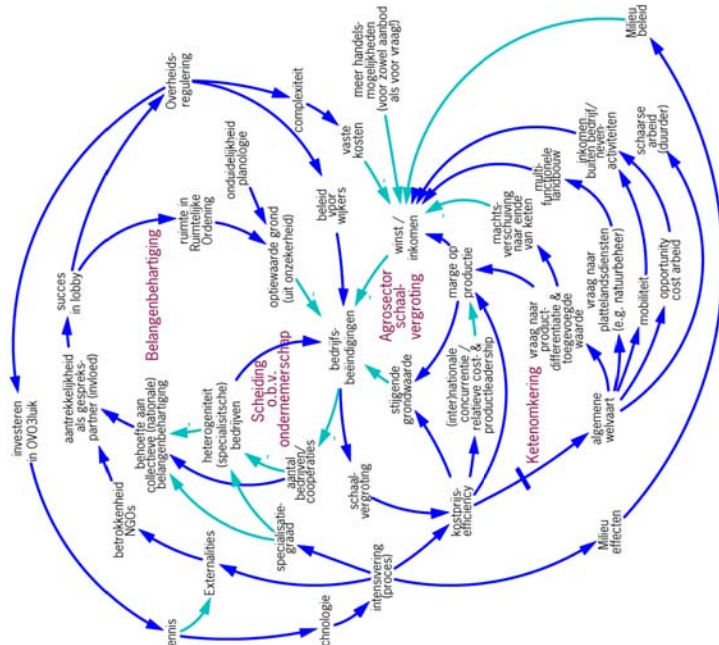 investeren
in OVO3luik
succes
in lobby
aantrekkelijkheid
als gespreks-
partner (invloed)
betrokkenheid
NGOs
Overheids-
regulering
Milieu
beleid
Belangenbehartiging
ruimte in
Ruimtelijke
Ordening
onduidelijkheid
planologie
complexiteit
meer handels-
mogelijkheden
(voor zowel aanbod
als voor vraag!)
vaste
kosten
optiewaarde grond
(uit onzekerheid)
beleid
voor
wijkers
behoefte aan
collectieve (nationale)
belangenbehartiging
heterogeniteit
(specialisitsche)
bedrijven
Scheiding
o.b.v.
ondernemerschap
aantal
bedrijven/
coöperaties
bedrijfs-
beëindigingen
winst /
inkomen
Agrosector
schaal-
vergroting
ennis
Externalities
specialisatie-
graad
schaal-
vergroting
stijgende
grondwaarde
marge op
productie
machts-
verschuiving
naar einde
van keten
multi-
functionele
landbouw
inkomen
buiten bedrijf/
neven-
activiteiten
schaarse
arbeid
(duurder)
chnologie
intensivering
(proces)
kostprijs-
efficiency
(inter)nationale
concurrentie /
relatieve cost- &
productleadership
Ketenomkering
vraag naar
product-
differentiatie &
toegevoegde
waarde
vraag naar
plattelandsdiensten
(e.g. natuurbeheer)
mobiliteit
opportunity
cost arbeid
algemene
welvaart
Milieu
effecten